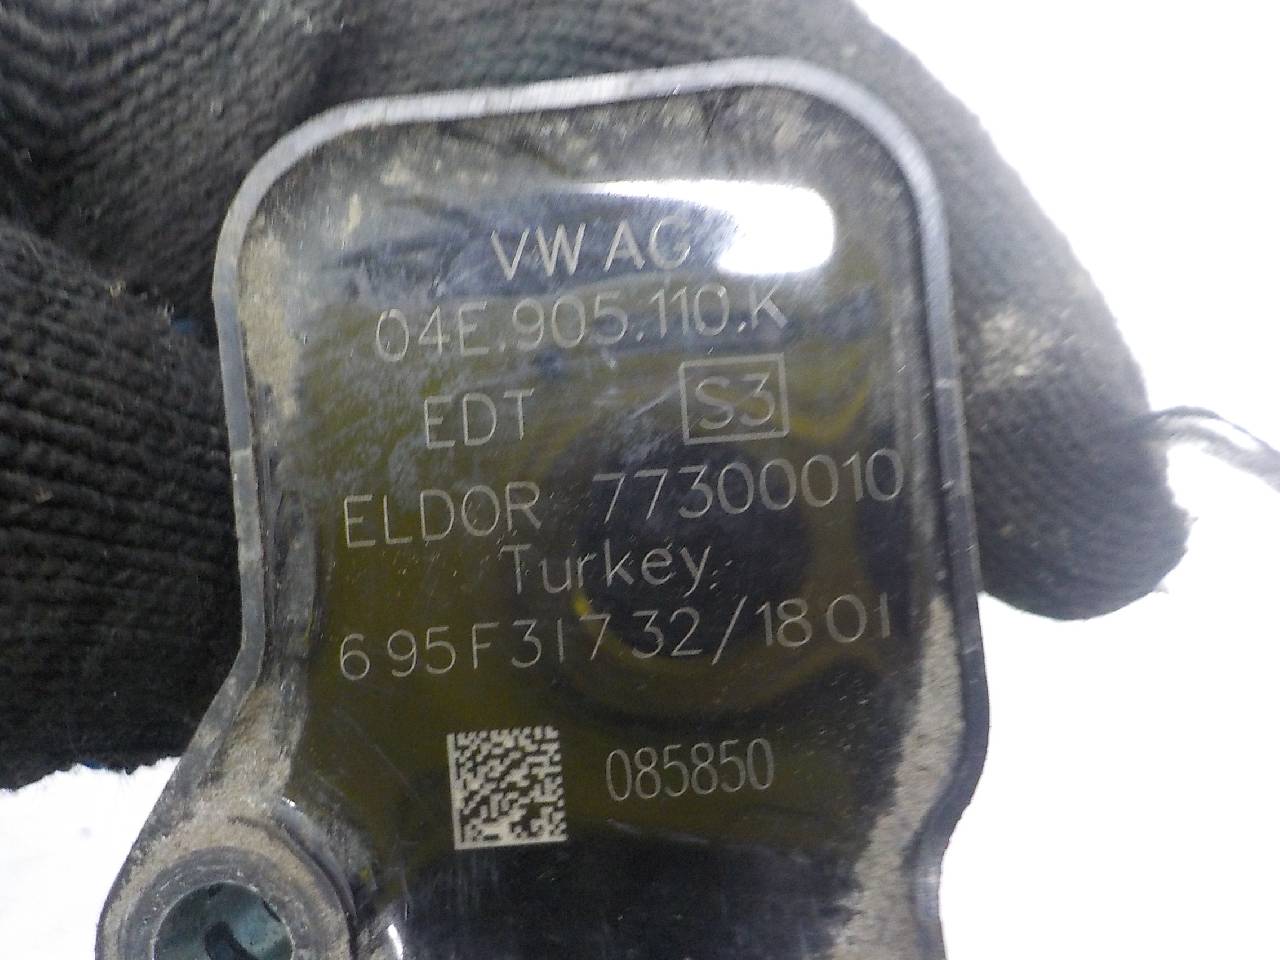 VW AG
04E.905.110.K
EDT S3
ELDOR 77300010
Turkey
695F31732/1801
085850